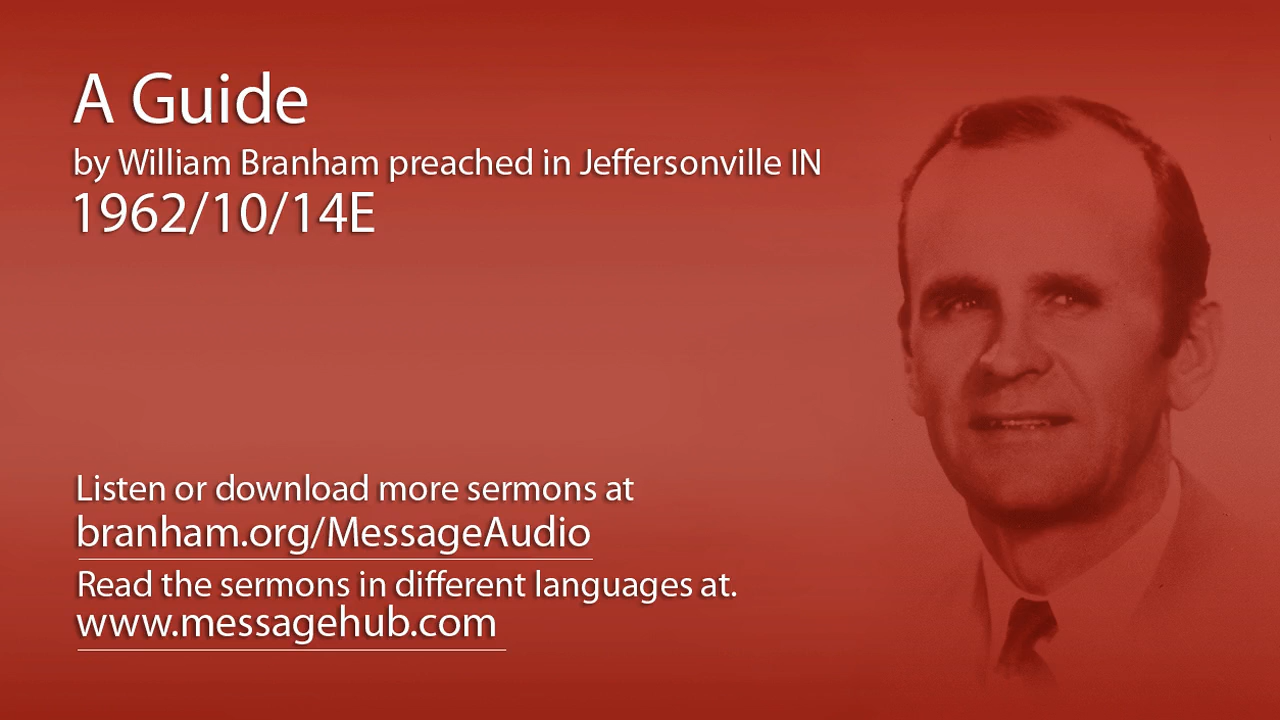 A Guide
by William Branham preached in Jeffersonville IN
1962/10/14E
Listen or download more sermons at
branham.org/MessageAudio
Read the sermons in different languages at.
www.messagehub.com